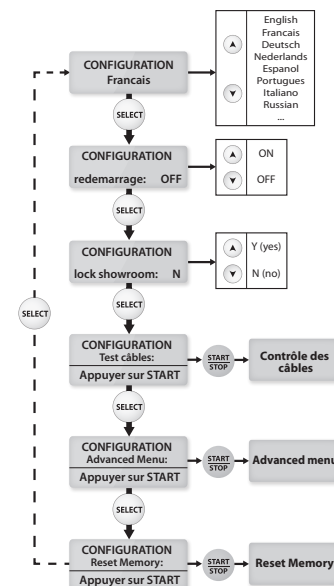 CONFIGURATION
Francais
English
Francais
Deutsch
Nederlands
Espanol
Portugues
Italiano
Russian
...
SELECT
CONFIGURATION
redemarrage: OFF
ON
OFF
SELECT
CONFIGURATION
lock showroom: N
Y (yes)
N (no)
SELECT
SELECT
CONFIGURATION
Test câbles:
Appuyer sur START
START
STOP
Contrôle des
câbles
SELECT
CONFIGURATION
Advanced Menu:
Appuyer sur START
START
STOP
Advanced menu
SELECT
CONFIGURATION
Reset Memory:
Appuyer sur START
START
STOP
Reset Memory